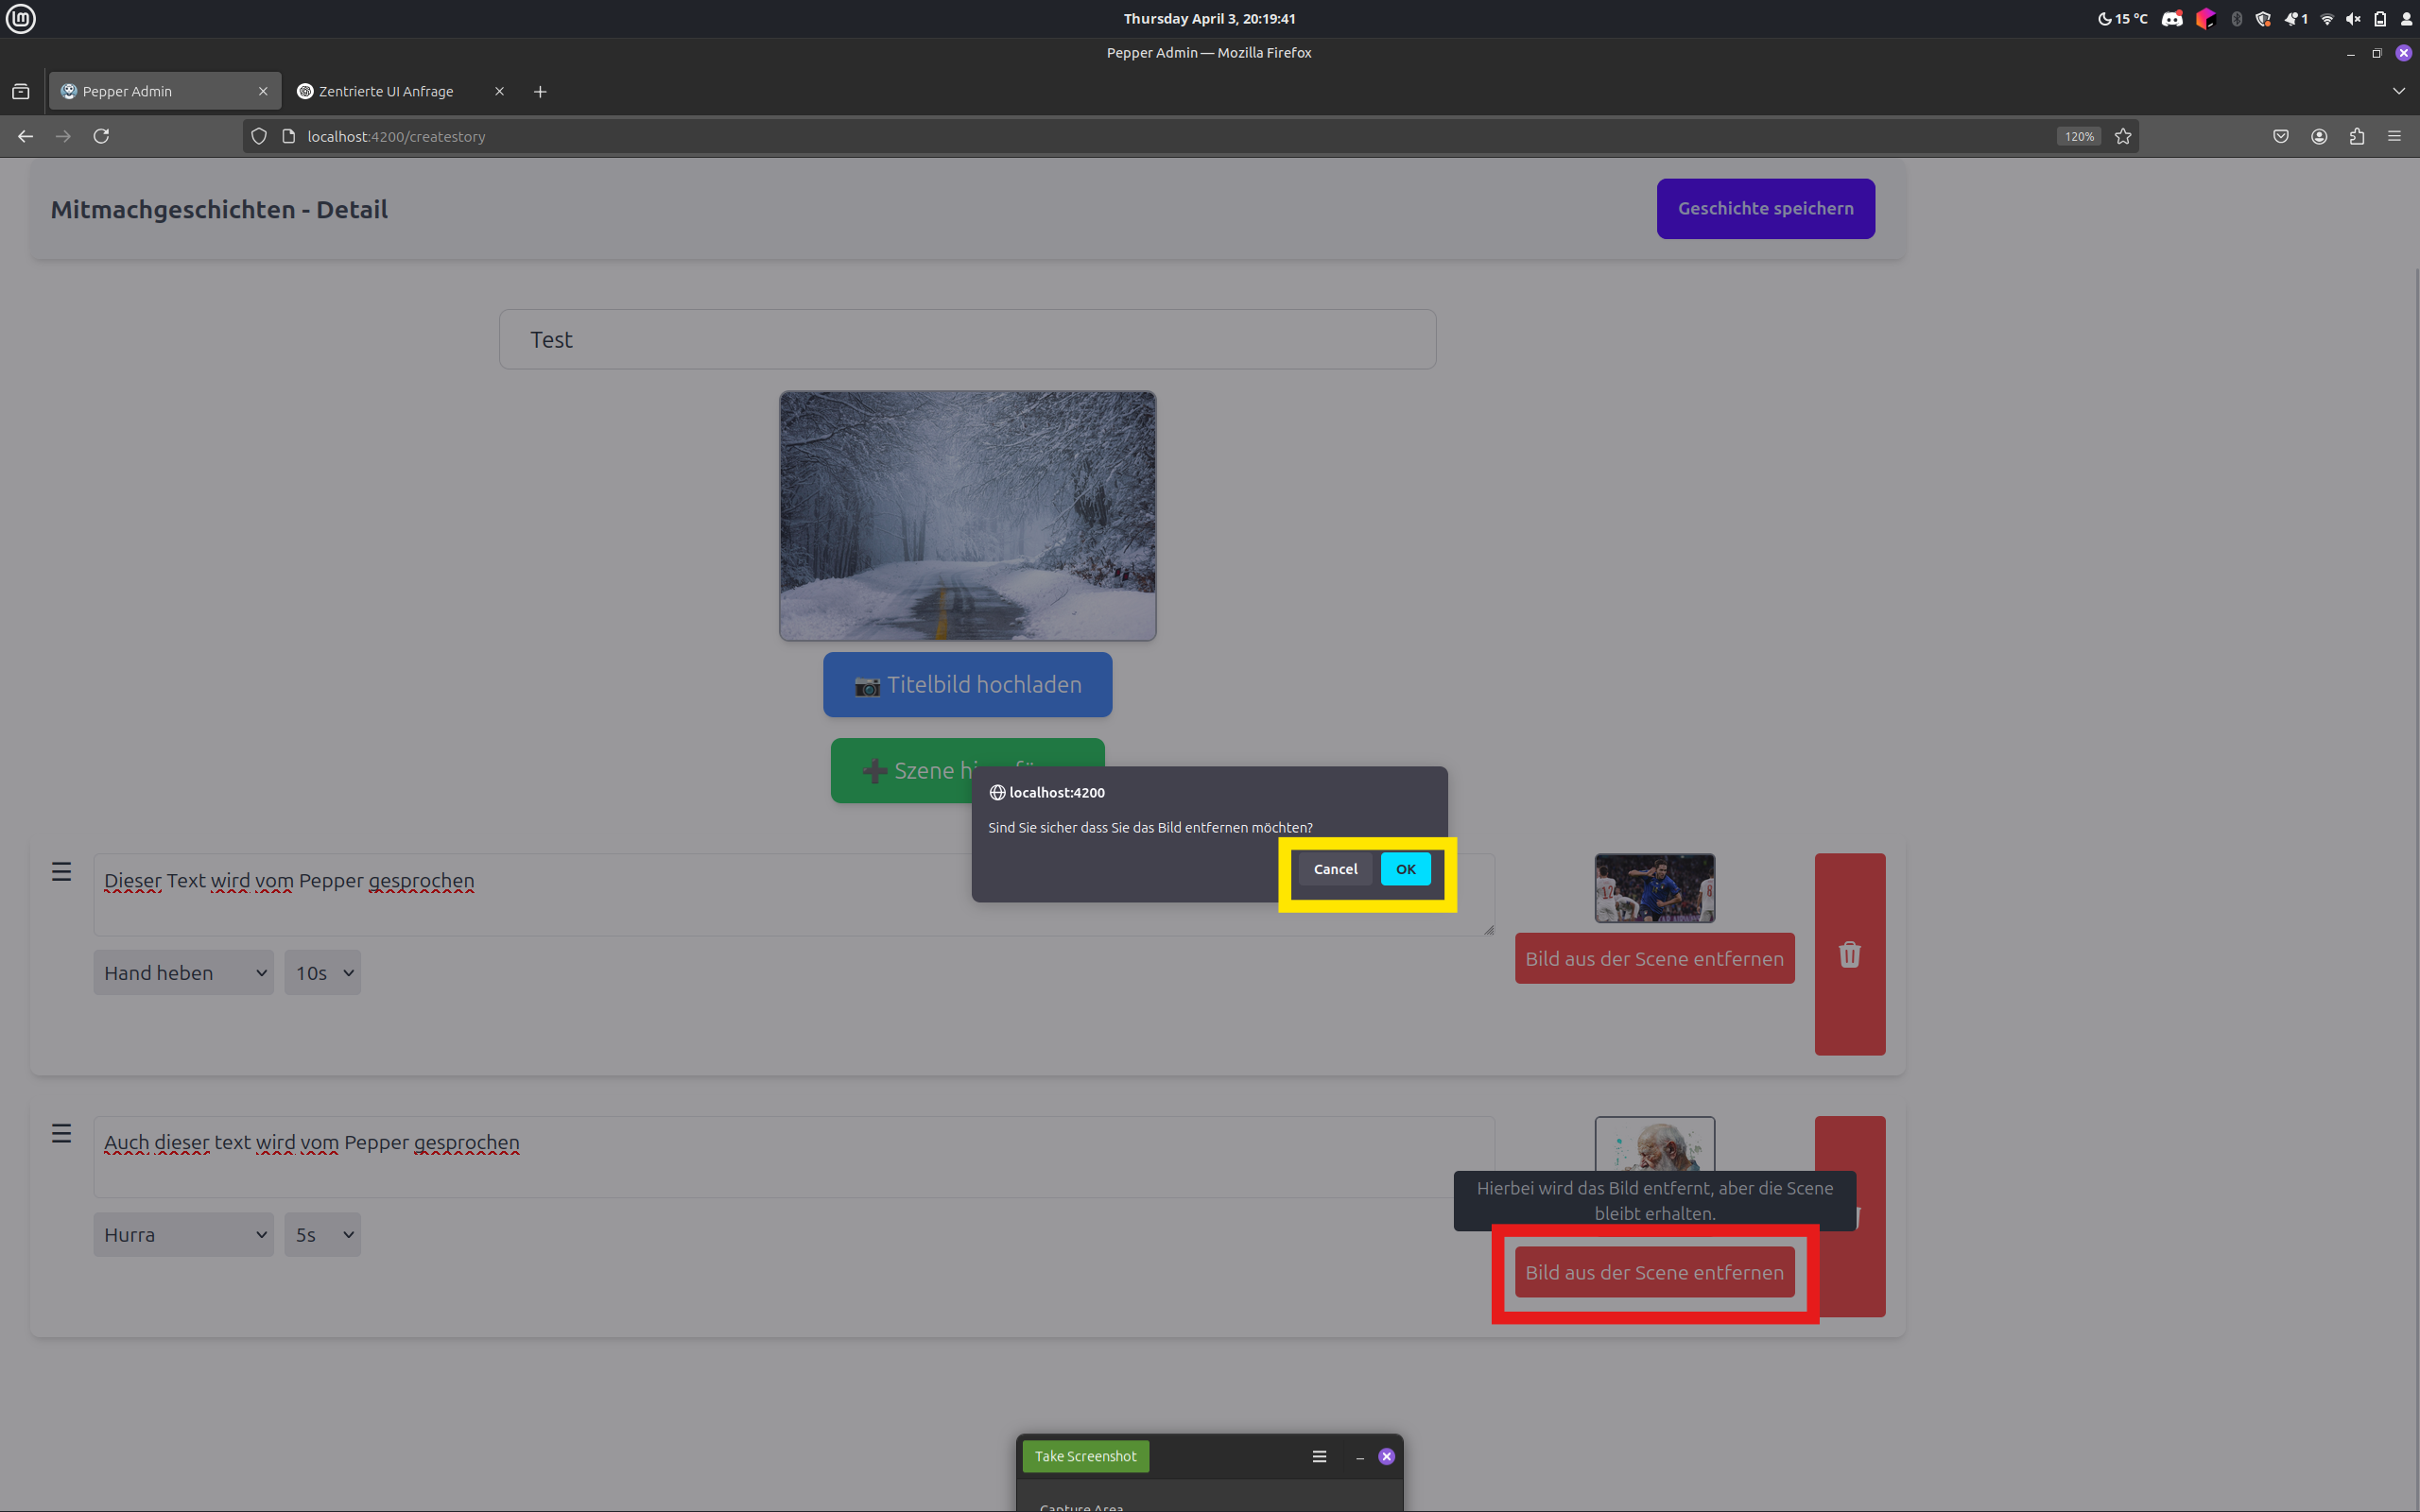 Thursday April 3, 20:19:41
15 °C
1
Pepper Admin — Mozilla Firefox
Pepper Admin
Zentrierte UI Anfrage
localhost:4200/createstory
120%
Mitmachgeschichten - Detail
Geschichte speichern
Test
Titelbild hochladen
Szene
localhost:4200
Sind Sie sicher dass Sie das Bild entfernen möchten?
Cancel
OK
Dieser Text wird vom Pepper gesprochen
12
8
Bild aus der Scene entfernen
Hand heben
10s
Auch dieser text wird vom Pepper gesprochen
Hierbei wird das Bild entfernt, aber die Scene
bleibt erhalten.
Hurra
5s
Bild aus der Scene entfernen
Take Screenshot
Capture Area